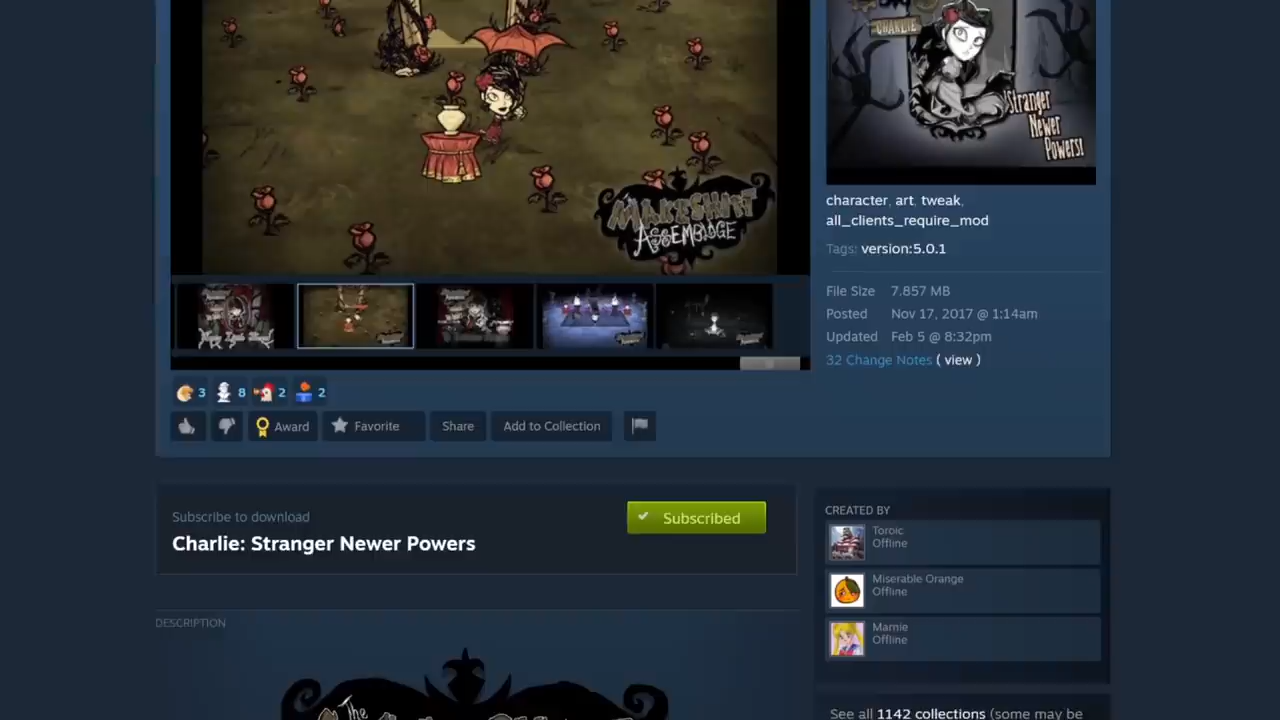 CHARLIE
Stranger
Newer
Powers!
MAKESHIFT
ASSEMBLAGE
character, art, tweak,
all_clients_require_mod
Tags: version:5.0.1
File Size 7.857 MB
Posted Nov 17, 2017 @ 1:14am
Updated Feb 5 @ 8:32pm
32 Change Notes ( view )
3 8 2 2
Award Favorite Share Add to Collection
Subscribe to download
Charlie: Stranger Newer Powers
Subscribed
CREATED BY
Toroic
Offline
Miserable Orange
Offline
Mamie
Offline
DESCRIPTION
The
See all 1142 collections (some may be